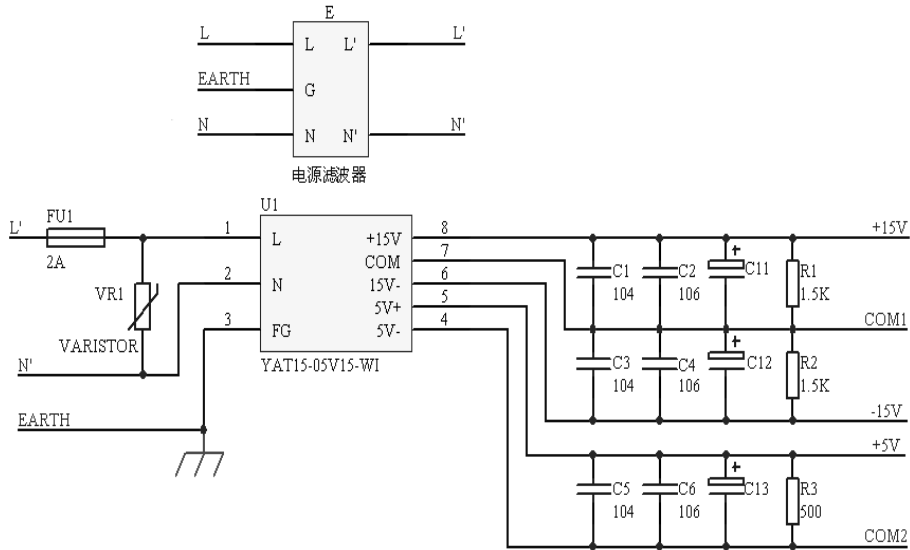 E
L L L' L'
EARTH G
N N N' N'
电源滤波器
U1
L' FU1 1 L +15V 8 +15V
2A COM 7
VR1 2 N 15V- 6 C1 C2 C11 R1
104 106 1.5K
5V+ 5
3 FG 5V- 4 COM1
VARISTOR
N' YAT15-05V15-WI C3 C4 C12 R2
104 106 1.5K
EARTH -15V
+5V
C5 C6 C13 R3
104 106 500
COM2